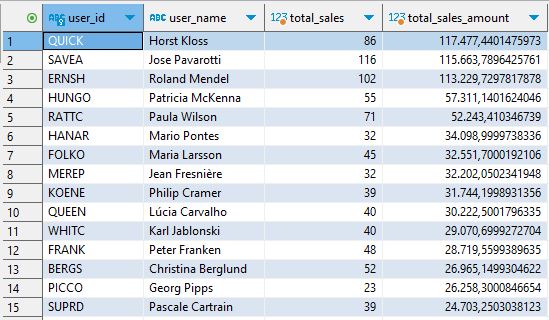 user_id user_name total_sales total_sales_amount
1 QUICK Horst Kloss 86 117.477,4401475973
2 SAVEA Jose Pavarotti 116 115.663,7896425761
3 ERNSH Roland Mendel 102 113.229,7297817878
4 HUNGO Patricia McKenna 55 57.311,1401624046
5 RATTC Paula Wilson 71 52.243,410346739
6 HANAR Mario Pontes 32 34.098,9999738336
7 FOLKO Maria Larsson 45 32.551,7000192106
8 MEREP Jean Fresnière 32 32.202,0502341948
9 KOENE Philip Cramer 39 31.744,1998931356
10 QUEEN Lúcia Carvalho 40 30.222,5001796335
11 WHITC Karl Jablonski 40 29.070,6999272704
12 FRANK Peter Franken 48 28.719,5599389635
13 BERGS Christina Berglund 52 26.965,1499304622
14 PICCO Georg Pipps 23 26.258,3000846654
15 SUPRD Pascale Cartrain 39 24.703,2503038123